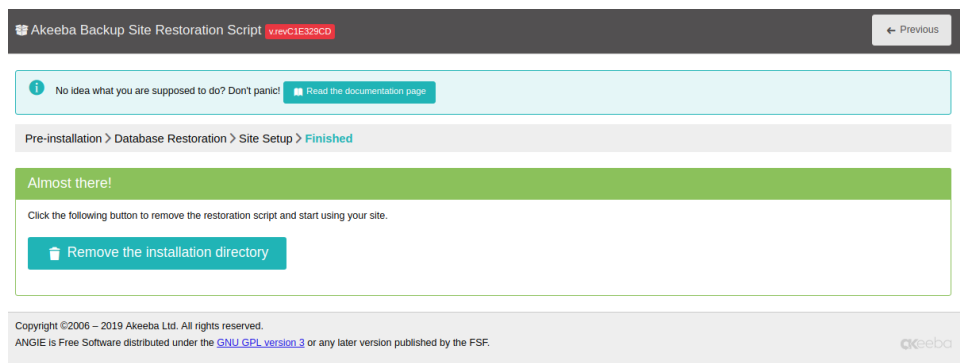 Akeeba Backup Site Restoration Script v.revC1E329CD
← Previous
No idea what you are supposed to do? Don't panic! Read the documentation page
Pre-installation > Database Restoration > Site Setup > Finished
Almost there!
Click the following button to remove the restoration script and start using your site.
Remove the installation directory
Copyright ©2006 – 2019 Akeeba Ltd. All rights reserved.
ANGIE is Free Software distributed under the GNU GPL version 3 or any later version published by the FSF.
akeeba